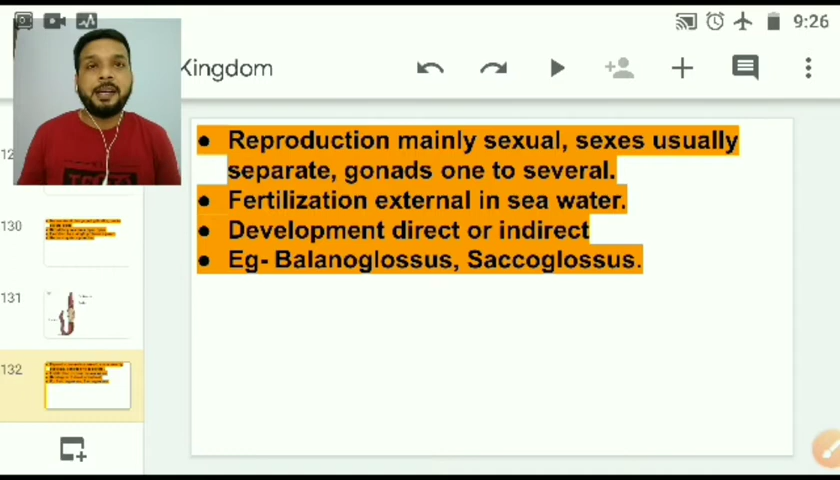 9:26
Kingdom
● Reproduction mainly sexual, sexes usually
separate, gonads one to several.
● Fertilization external in sea water.
● Development direct or indirect
● Eg- Balanoglossus, Saccoglossus.
130
131
132